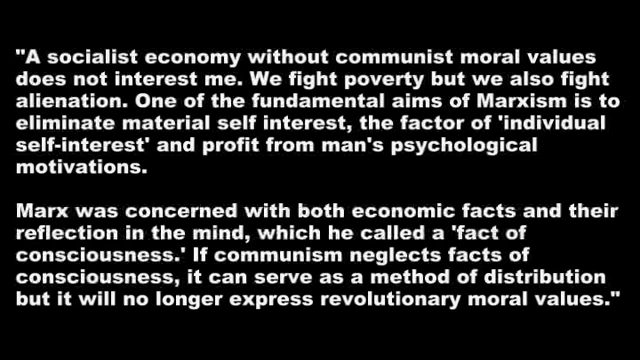 "A socialist economy without communist moral values
does not interest me. We fight poverty but we also fight
alienation. One of the fundamental aims of Marxism is to
eliminate material self interest, the factor of 'individual
self-interest' and profit from man's psychological
motivations.
Marx was concerned with both economic facts and their
reflection in the mind, which he called a 'fact of
consciousness.' If communism neglects facts of
consciousness, it can serve as a method of distribution
but it will no longer express revolutionary moral values."